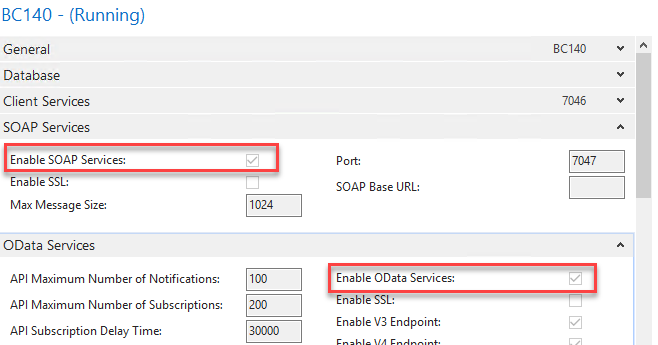 BC140 - (Running)
General BC140
Database
Client Services 7046
SOAP Services
Enable SOAP Services: Port: 7047
Enable SSL: SOAP Base URL:
Max Message Size: 1024
OData Services
API Maximum Number of Notifications: 100 Enable OData Services:
API Maximum Number of Subscriptions: 200 Enable SSL:
API Subscription Delay Time: 30000 Enable V3 Endpoint:
Enable V4 Endpoint: